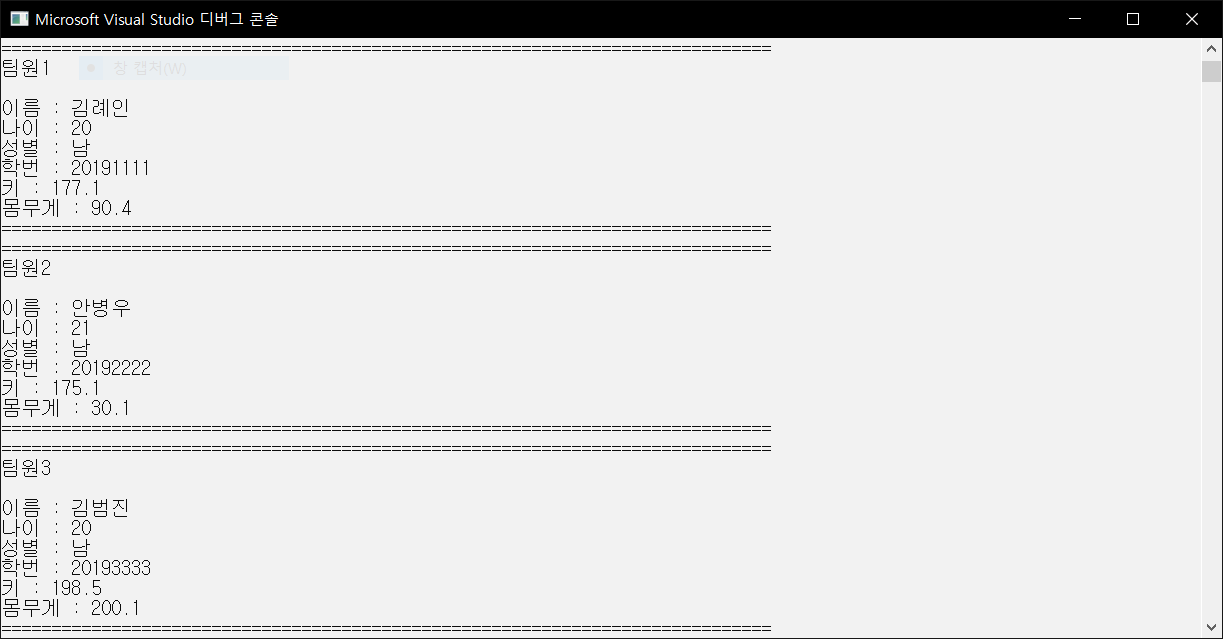 Microsoft Visual Studio 디버그 콘솔
=============================================================================
팀원1
창 캡처(W)
이름 : 김례인
나이 : 20
성별 : 남
학번 : 20191111
키 : 177.1
몸무게 : 90.4
=============================================================================
=============================================================================
팀원2
이름 : 안병우
나이 : 21
성별 : 남
학번 : 20192222
키 : 175.1
몸무게 : 30.1
=============================================================================
=============================================================================
팀원3
이름 : 김범진
나이 : 20
성별 : 남
학번 : 20193333
키 : 198.5
몸무게 : 200.1
=============================================================================